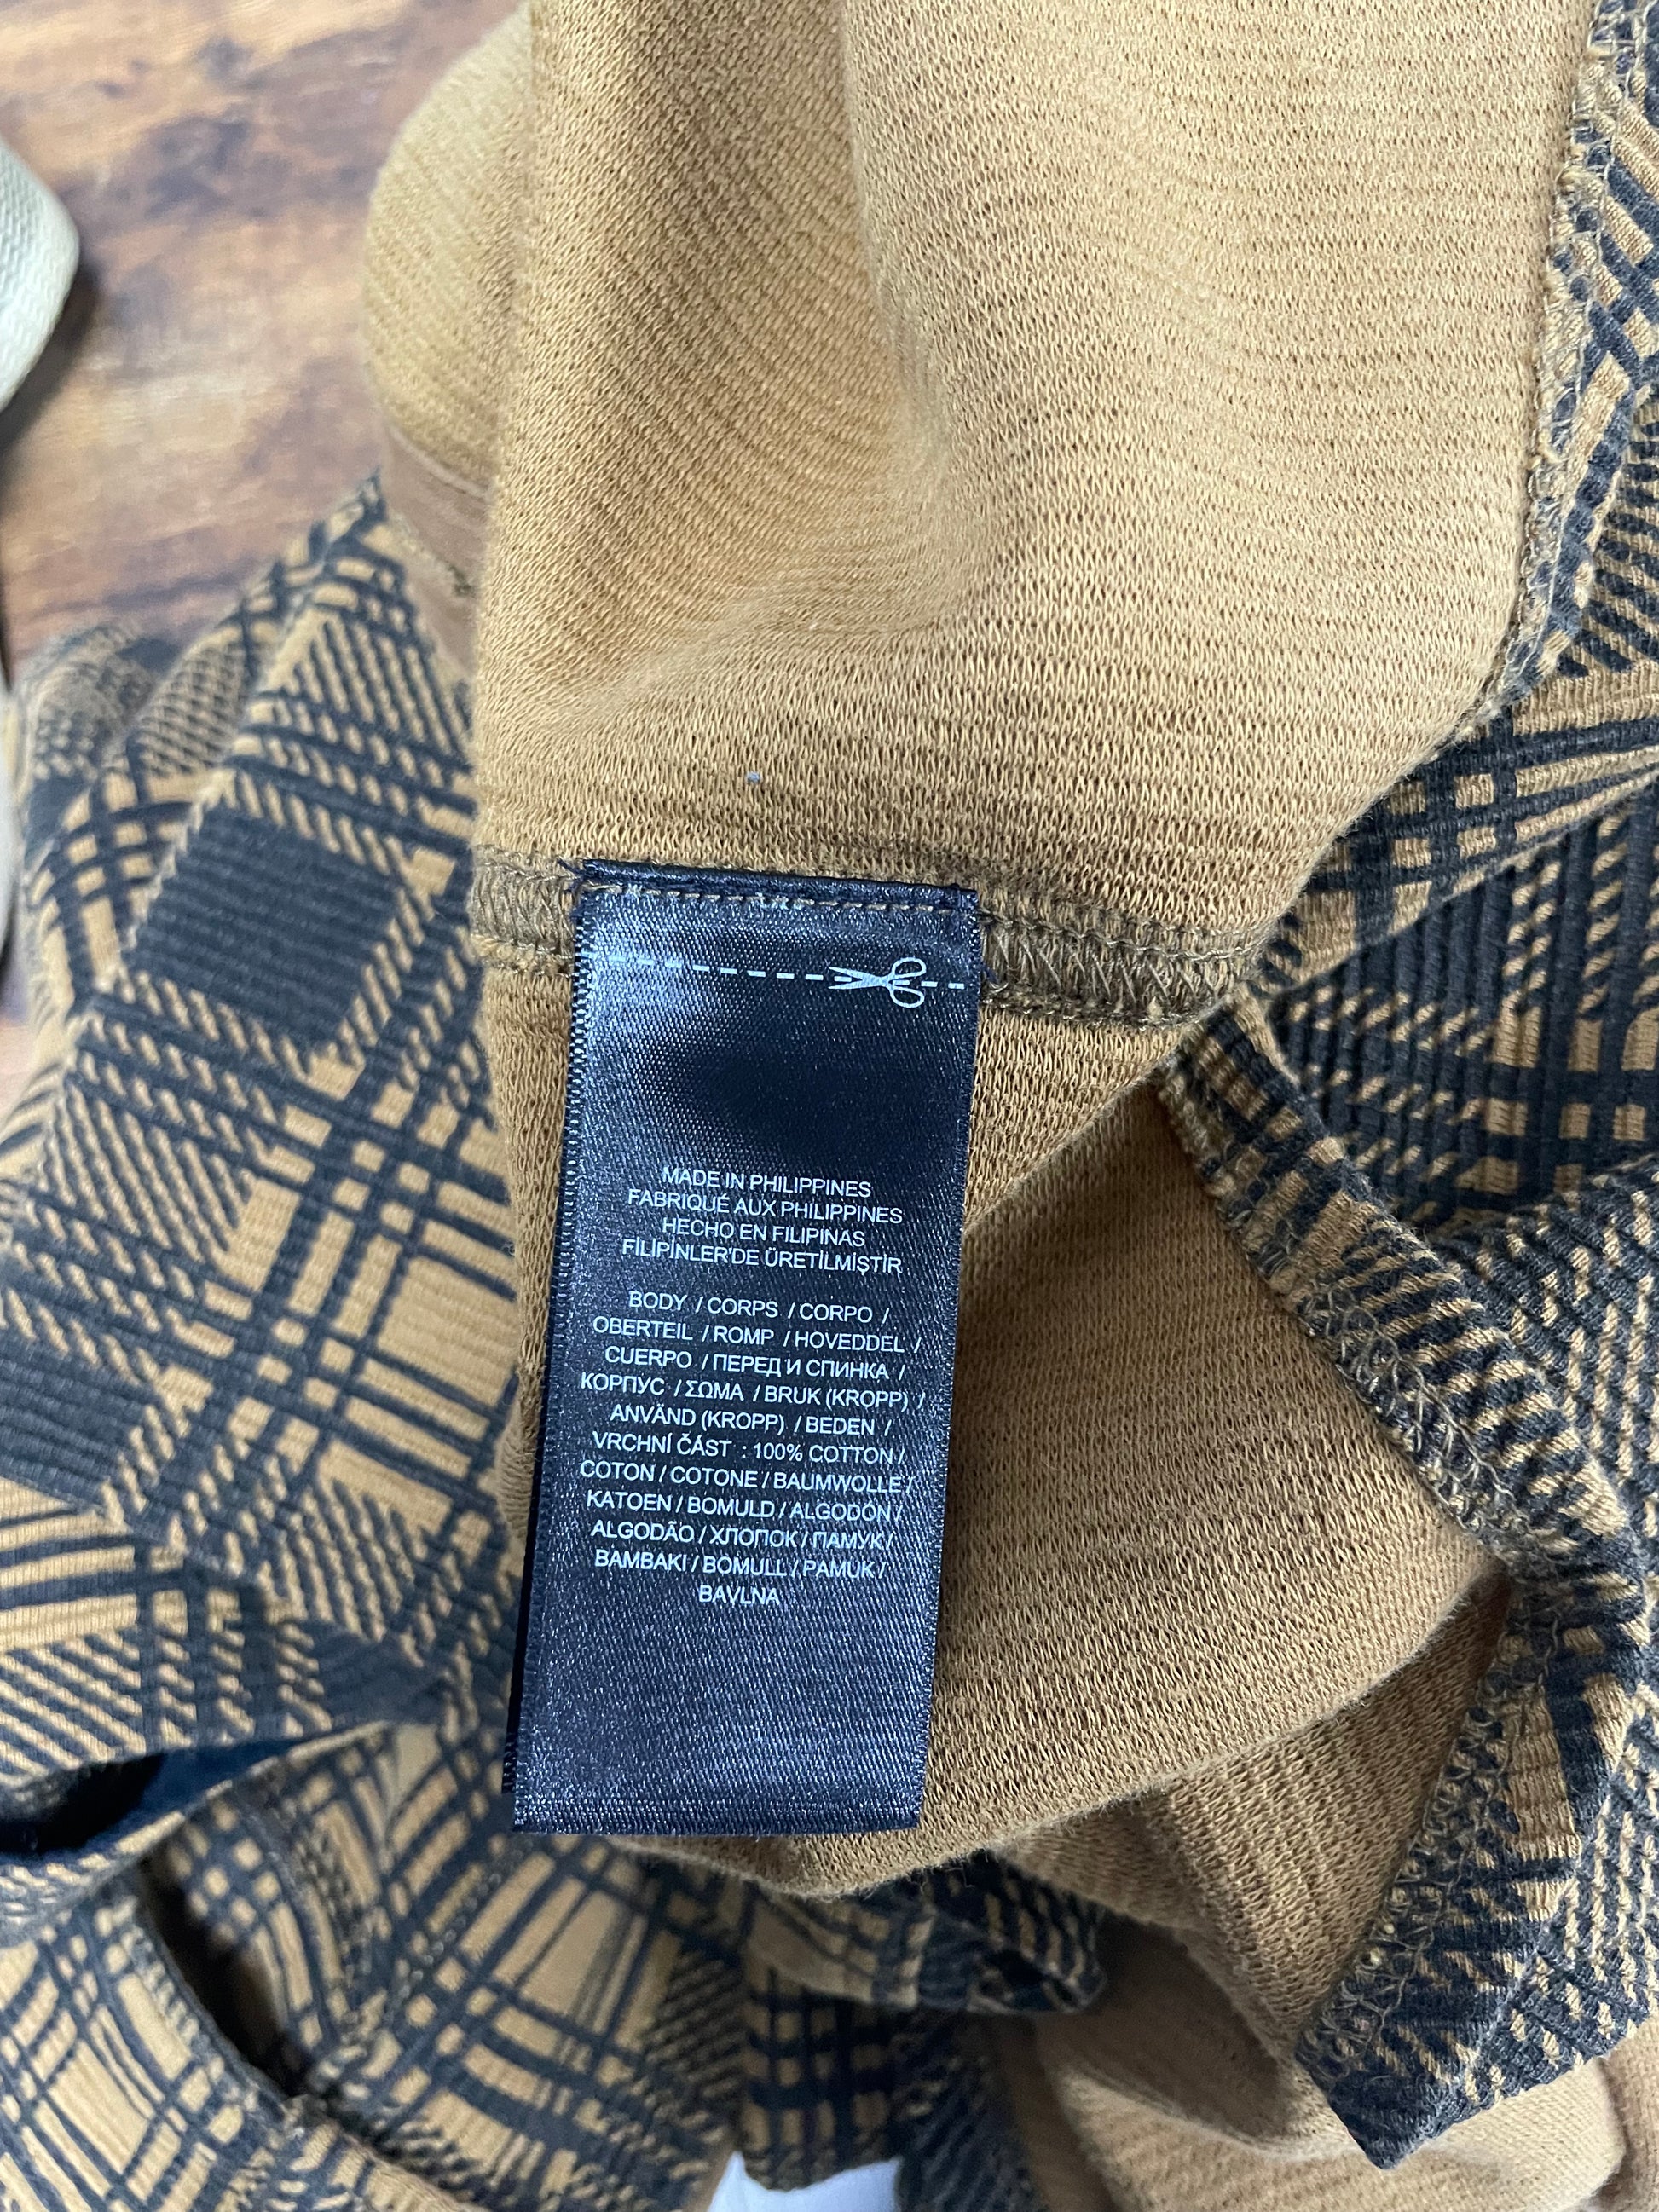 MADE IN PHILIPPINES
FABRIQUÉ AUX PHILIPPINES
HECHO EN FILIPINAS
FİLİPİNLER'DE ÜRETİLMİŞTİR
BODY / CORPS / CORPO /
OBERTEIL / ROMP / HOVEDDEL /
CUERPO / ПЕРЕД И СПИНКА /
КОРПУС / ΣΩΜΑ / BRUK (KROPP) /
ANVÄND (KROPP) / BEDEN /
VRCHNÍ ČÁST : 100% COTTON /
COTON / COTONE / BAUMWOLLE /
KATOEN / BOMULD / ALGODÓN /
ALGODÃO / ХЛОПОК / ПАМУК /
ΒΑΜΒΑΚΙ / BOMULL / PAMUK /
BAVLNA